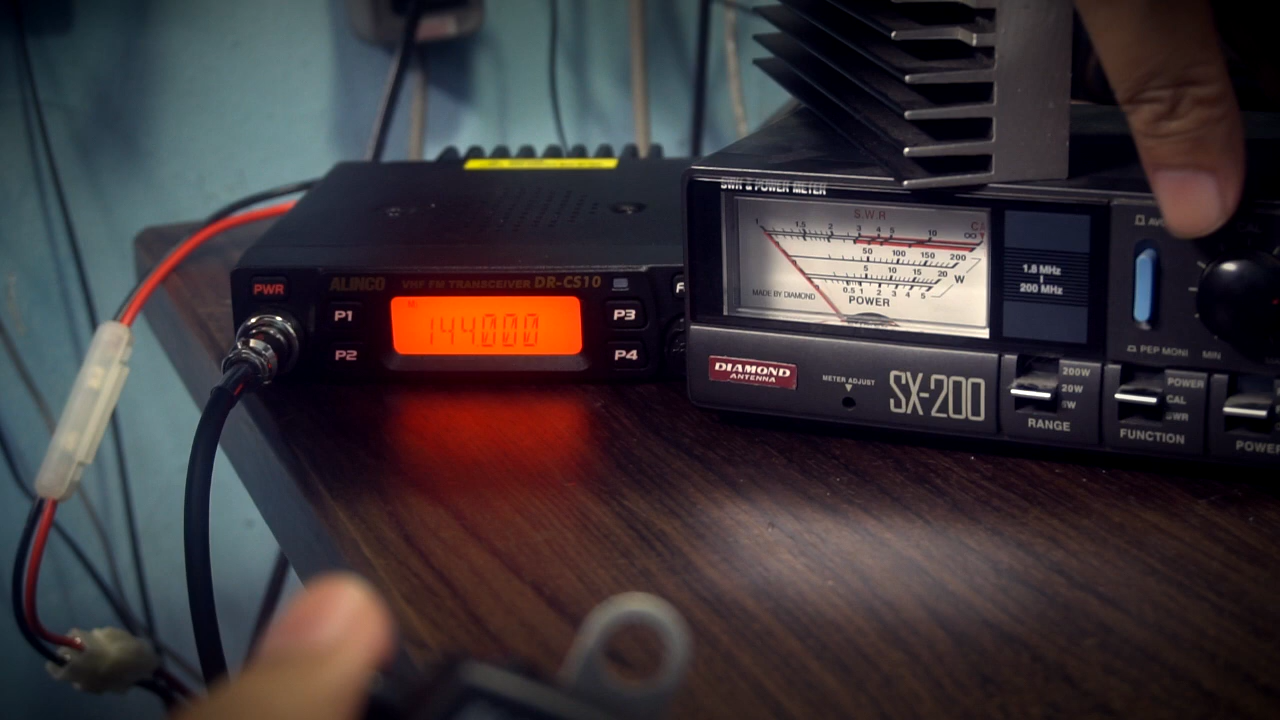 PWR
ALINCO VHF FM TRANSCEIVER DR-CS10
P1
P2
144000
P3
P4
SWR & POWER METER
S.W.R
1 1.5 2 3 4 5 10 ∞
50 100 150 200
5 10 15 20
W
0.5 1 2 3 4 5
MADE BY DIAMOND
POWER
1.8 MHz
200 MHz
PEP MONI
MIN
DIAMOND
ANTENNA
METER ADJUST
SX-200
200W
20W
5W
RANGE
POWER
CAL
SWR
FUNCTION
POWE